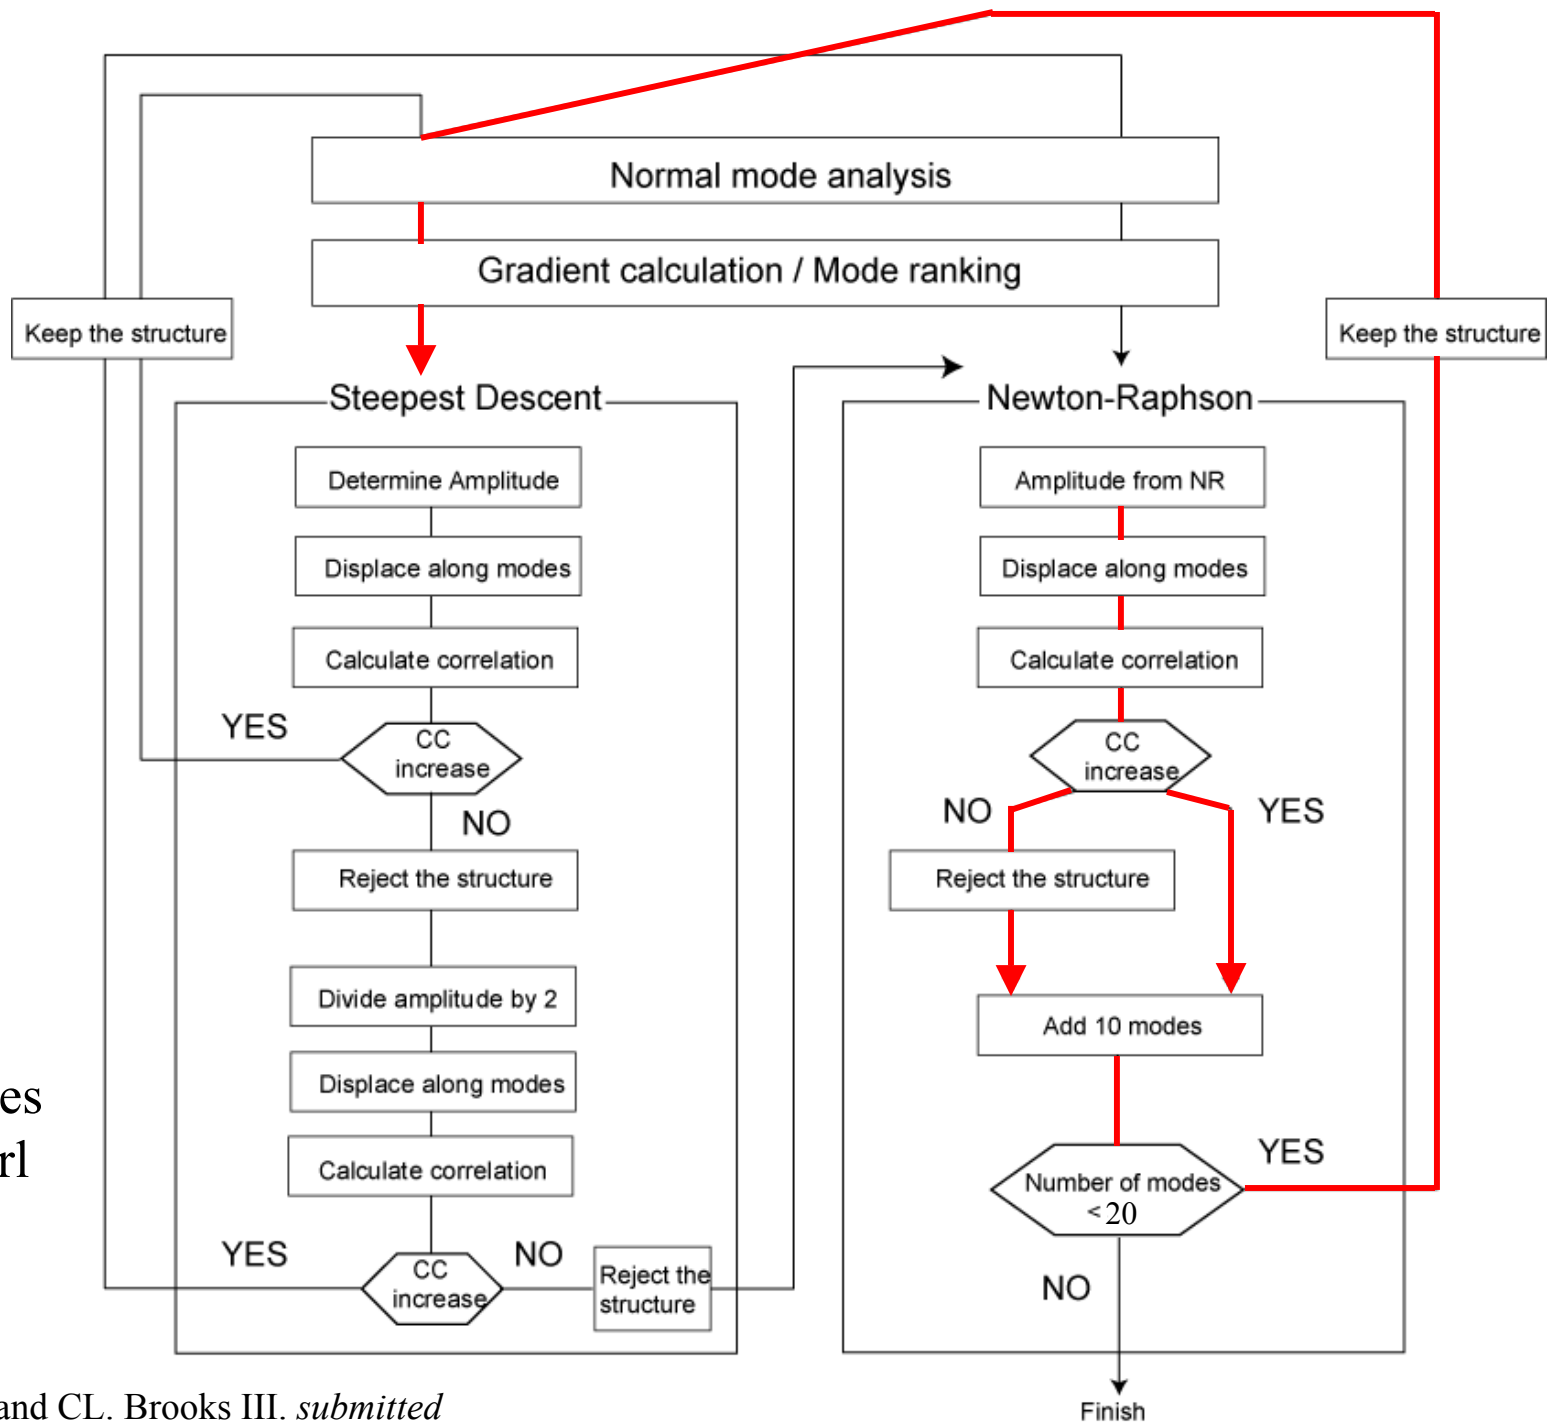 Normal mode analysis
Gradient calculation / Mode ranking
Keep the structure
Keep the structure
Steepest Descent
Determine Amplitude
Displace along modes
Calculate correlation
YES
CC
increase
NO
Reject the structure
Divide amplitude by 2
Displace along modes
Calculate correlation
YES
CC
increase
NO
Reject the
structure
Newton-Raphson
Amplitude from NR
Displace along modes
Calculate correlation
CC
increase
NO
YES
Reject the structure
Add 10 modes
Number of modes
<20
YES
NO
Finish
es
rl
and CL. Brooks III. submitted